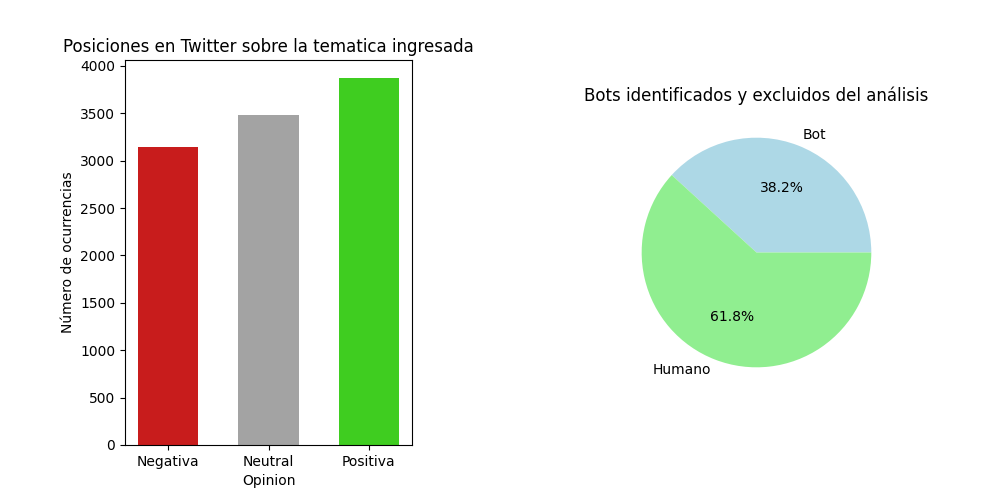 Posiciones en Twitter sobre la tematica ingresada
4000
3500
3000
2500
2000
1500
1000
500
0
Número de ocurrencias
Negativa
Neutral
Positiva
Opinion
Bots identificados y excluidos del análisis
Bot
38.2%
61.8%
Humano